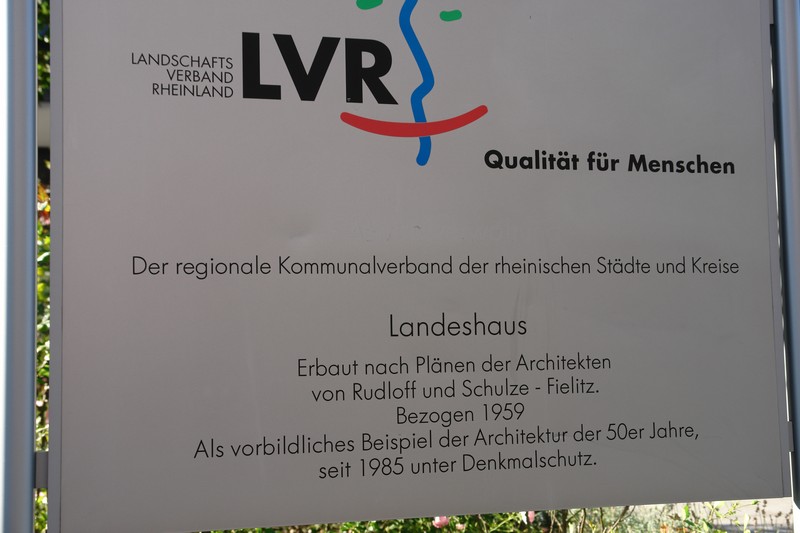 LANDSCHAFTS
VERBAND
RHEINLAND
LVR
Qualität für Menschen
Der regionale Kommunalverband der rheinischen Städte und Kreise
Landeshaus
Erbaut nach Plänen der Architekten
von Rudloff und Schulze - Fielitz.
Bezogen 1959
Als vorbildliches Beispiel der Architektur der 50er Jahre,
seit 1985 unter Denkmalschutz.